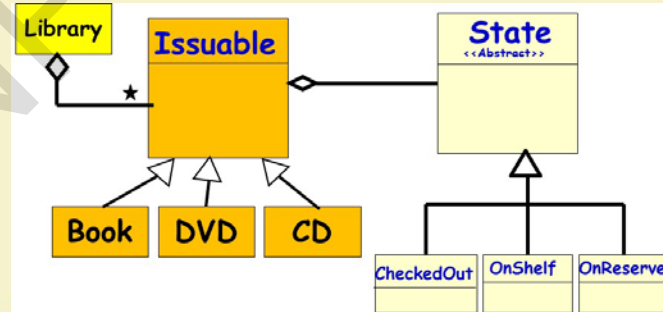 Library
Issuable
State
<<Abstract>>
★
Book
DVD
CD
CheckedOut
OnShelf
OnReserve